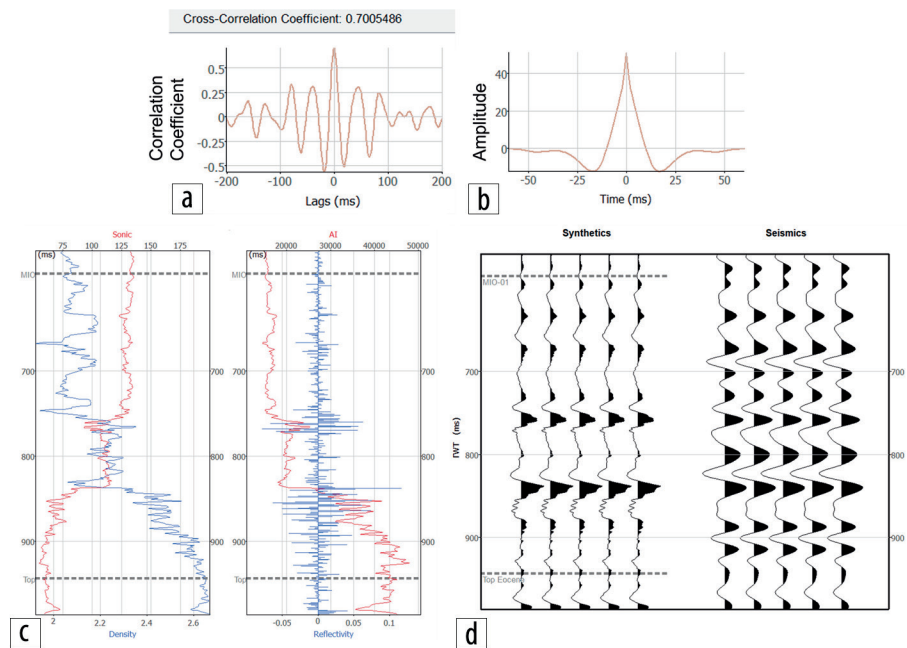 Cross-Correlation Coefficient: 0.7005486
Correlation
Coefficient
0.5
0.25
0
-0.25
-0.5
-200
-100
0
100
200
Lags (ms)
a
Amplitude
40
20
0
-50
-25
0
25
50
Time (ms)
b
Sonic
75 100 125 150 175
(ms)
MIO
700
800
900
Top
2 2.2 2.4 2.6
Density
700
800
900
c
AI
20000 30000 40000 50000
(ms)
MIO
Top
-0.05 0 0.05 0.1
Reflectivity
700
800
900
Synthetics
Seismics
MIO-01
700
800
900
TWT (ms)
Top Eocene
700
800
900
d